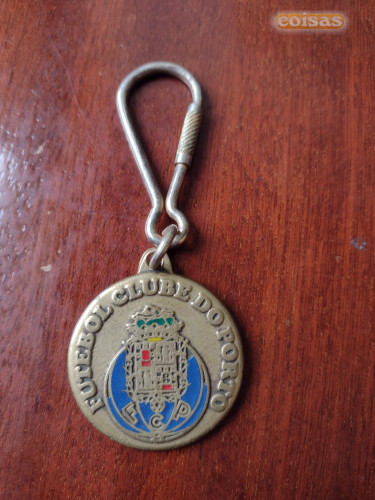 coisas
FUTEBOL CLUBE DO PORTO
FCP